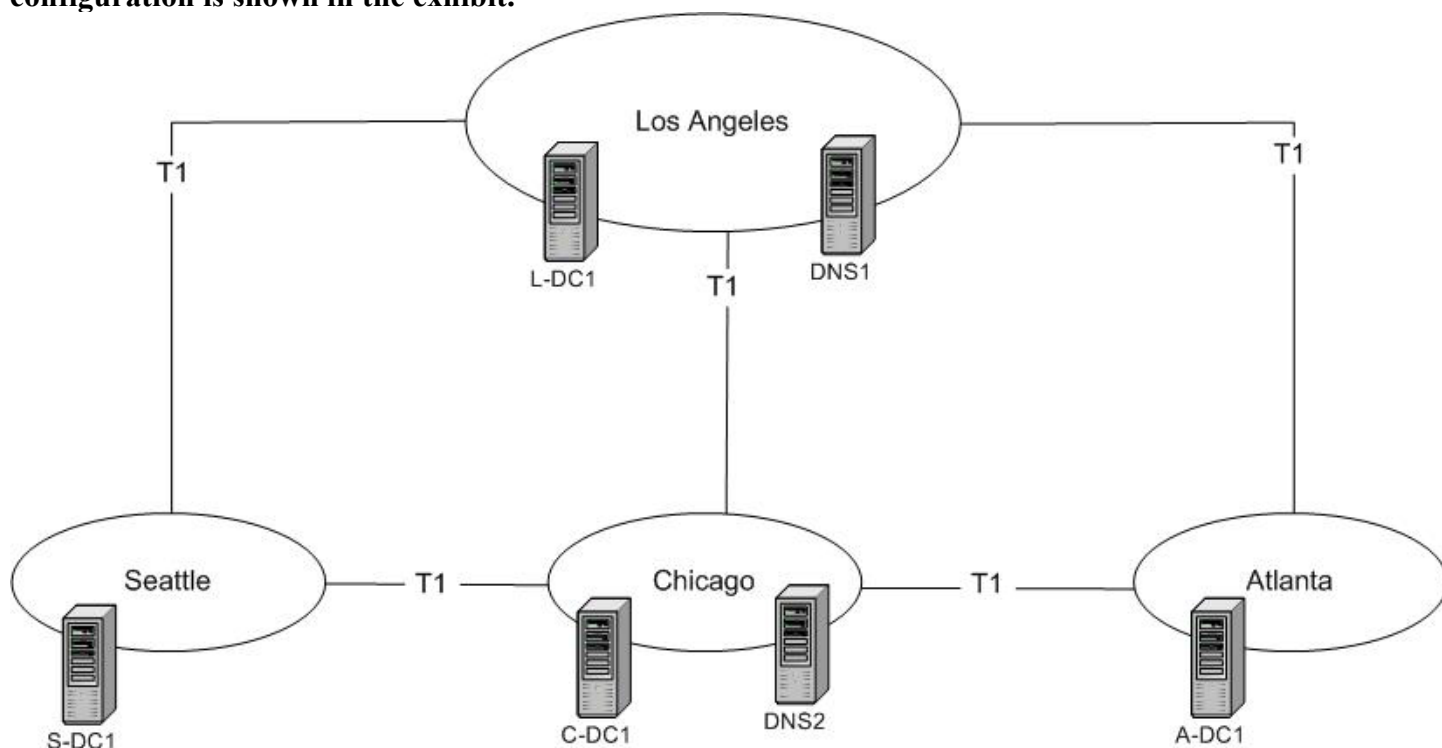 configuration is shown in the exhibit.
Los Angeles
T1
T1
L-DC1
T1
DNS1
Seattle
T1
Chicago
T1
Atlanta
S-DC1
C-DC1
DNS2
A-DC1